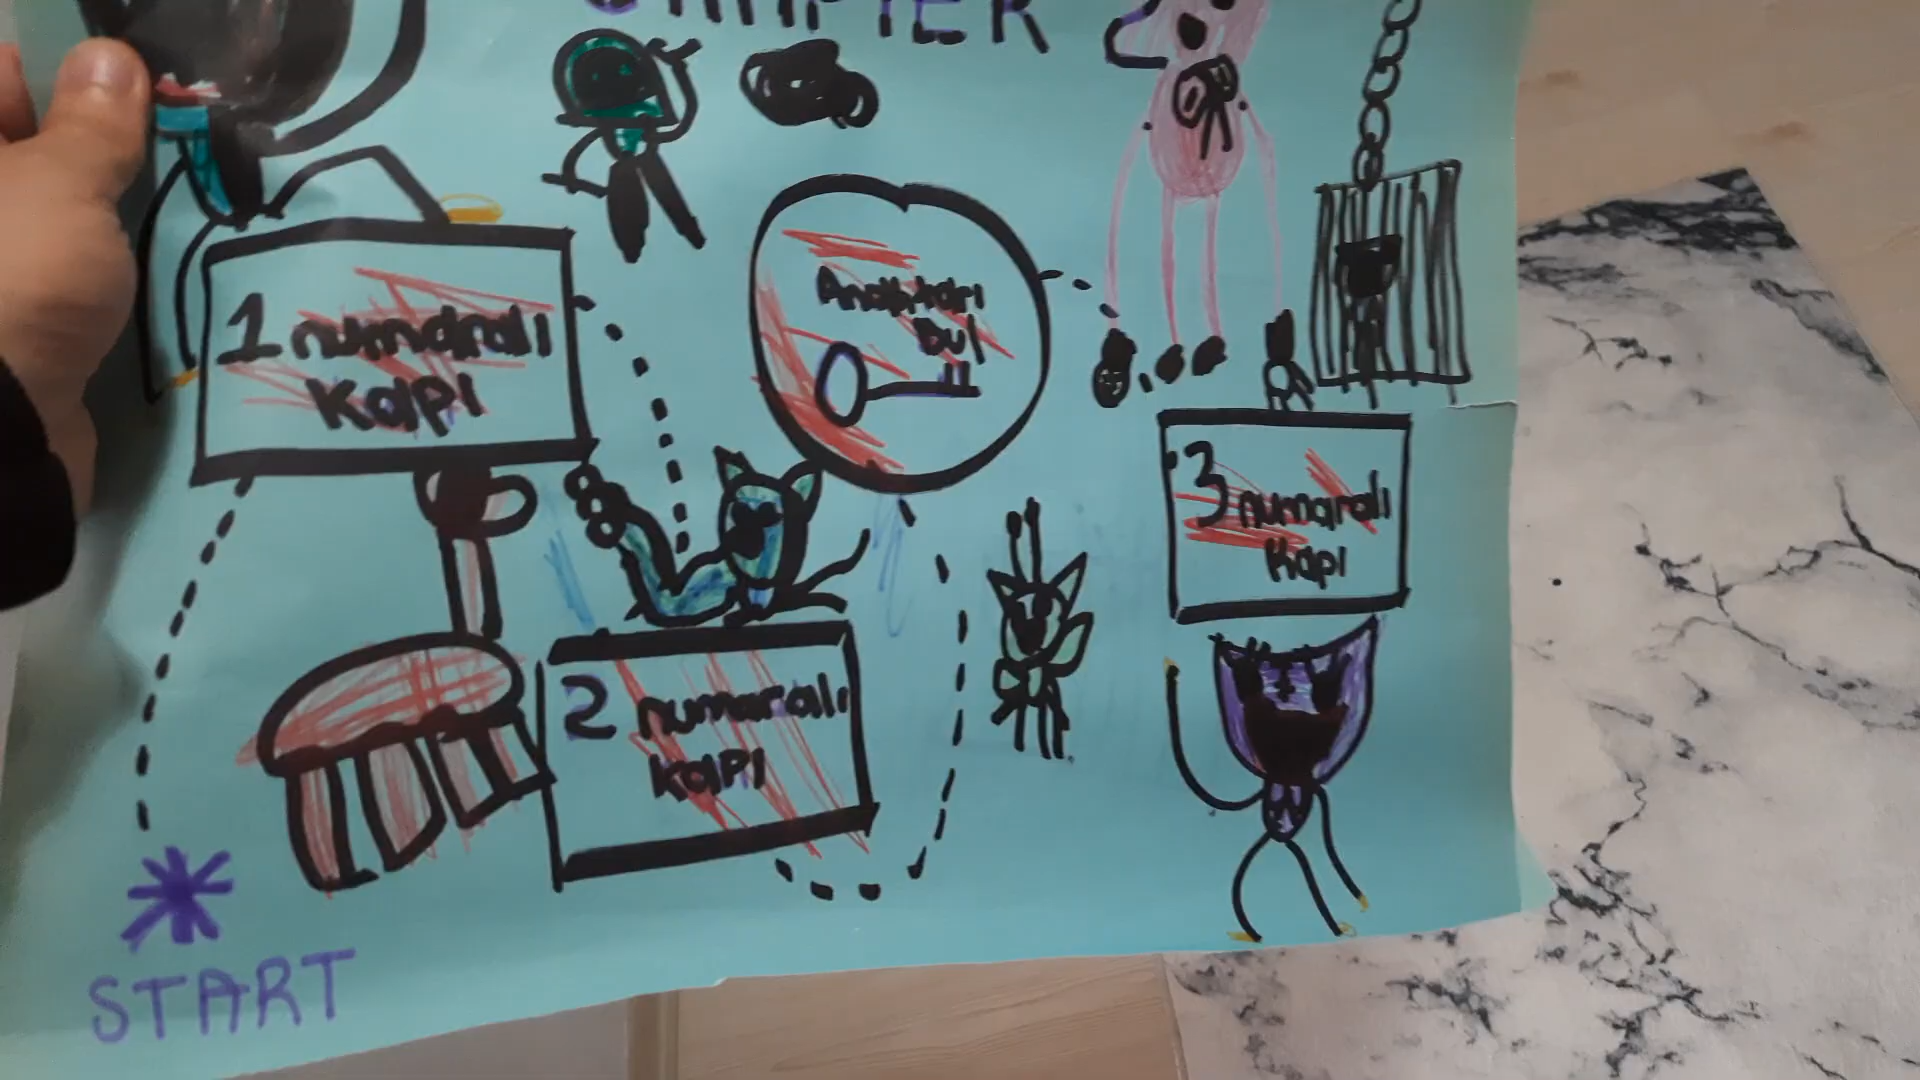 CHAPTER 2
1 numaralı
Kapı
Anahtarı
Bul
3 numaralı
Kapı
2 numaralı
kapı
START